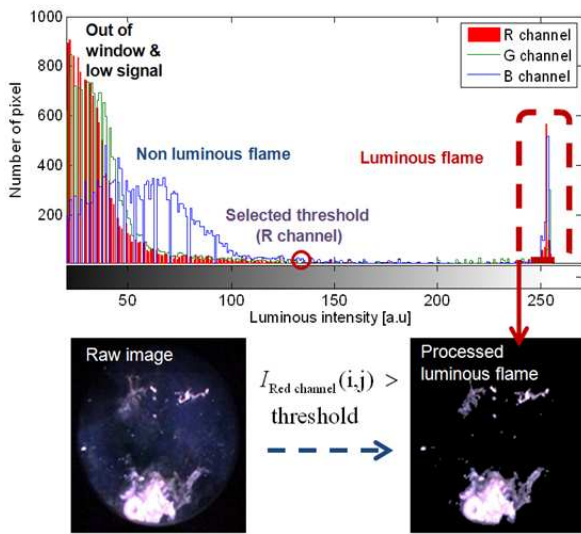 Out of
window &
low signal
R channel
G channel
B channel
Number of pixel
1000
800
600
400
200
Non luminous flame
Luminous flame
Selected threshold
(R channel)
50
100
150
200
250
Luminous intensity [a.u]
Raw image
I Red channel (i,j) >
threshold
Processed
luminous flame